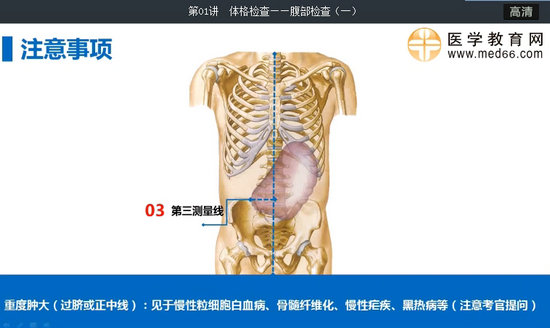 第01讲 体格检查——腹部检查（一）
高清
注意事项
医学教育网
www.med66.com
03 第三测量线
重度肿大（过脐或正中线）：见于慢性粒细胞白血病、骨髓纤维化、慢性疟疾、黑热病等（注意考官提问）